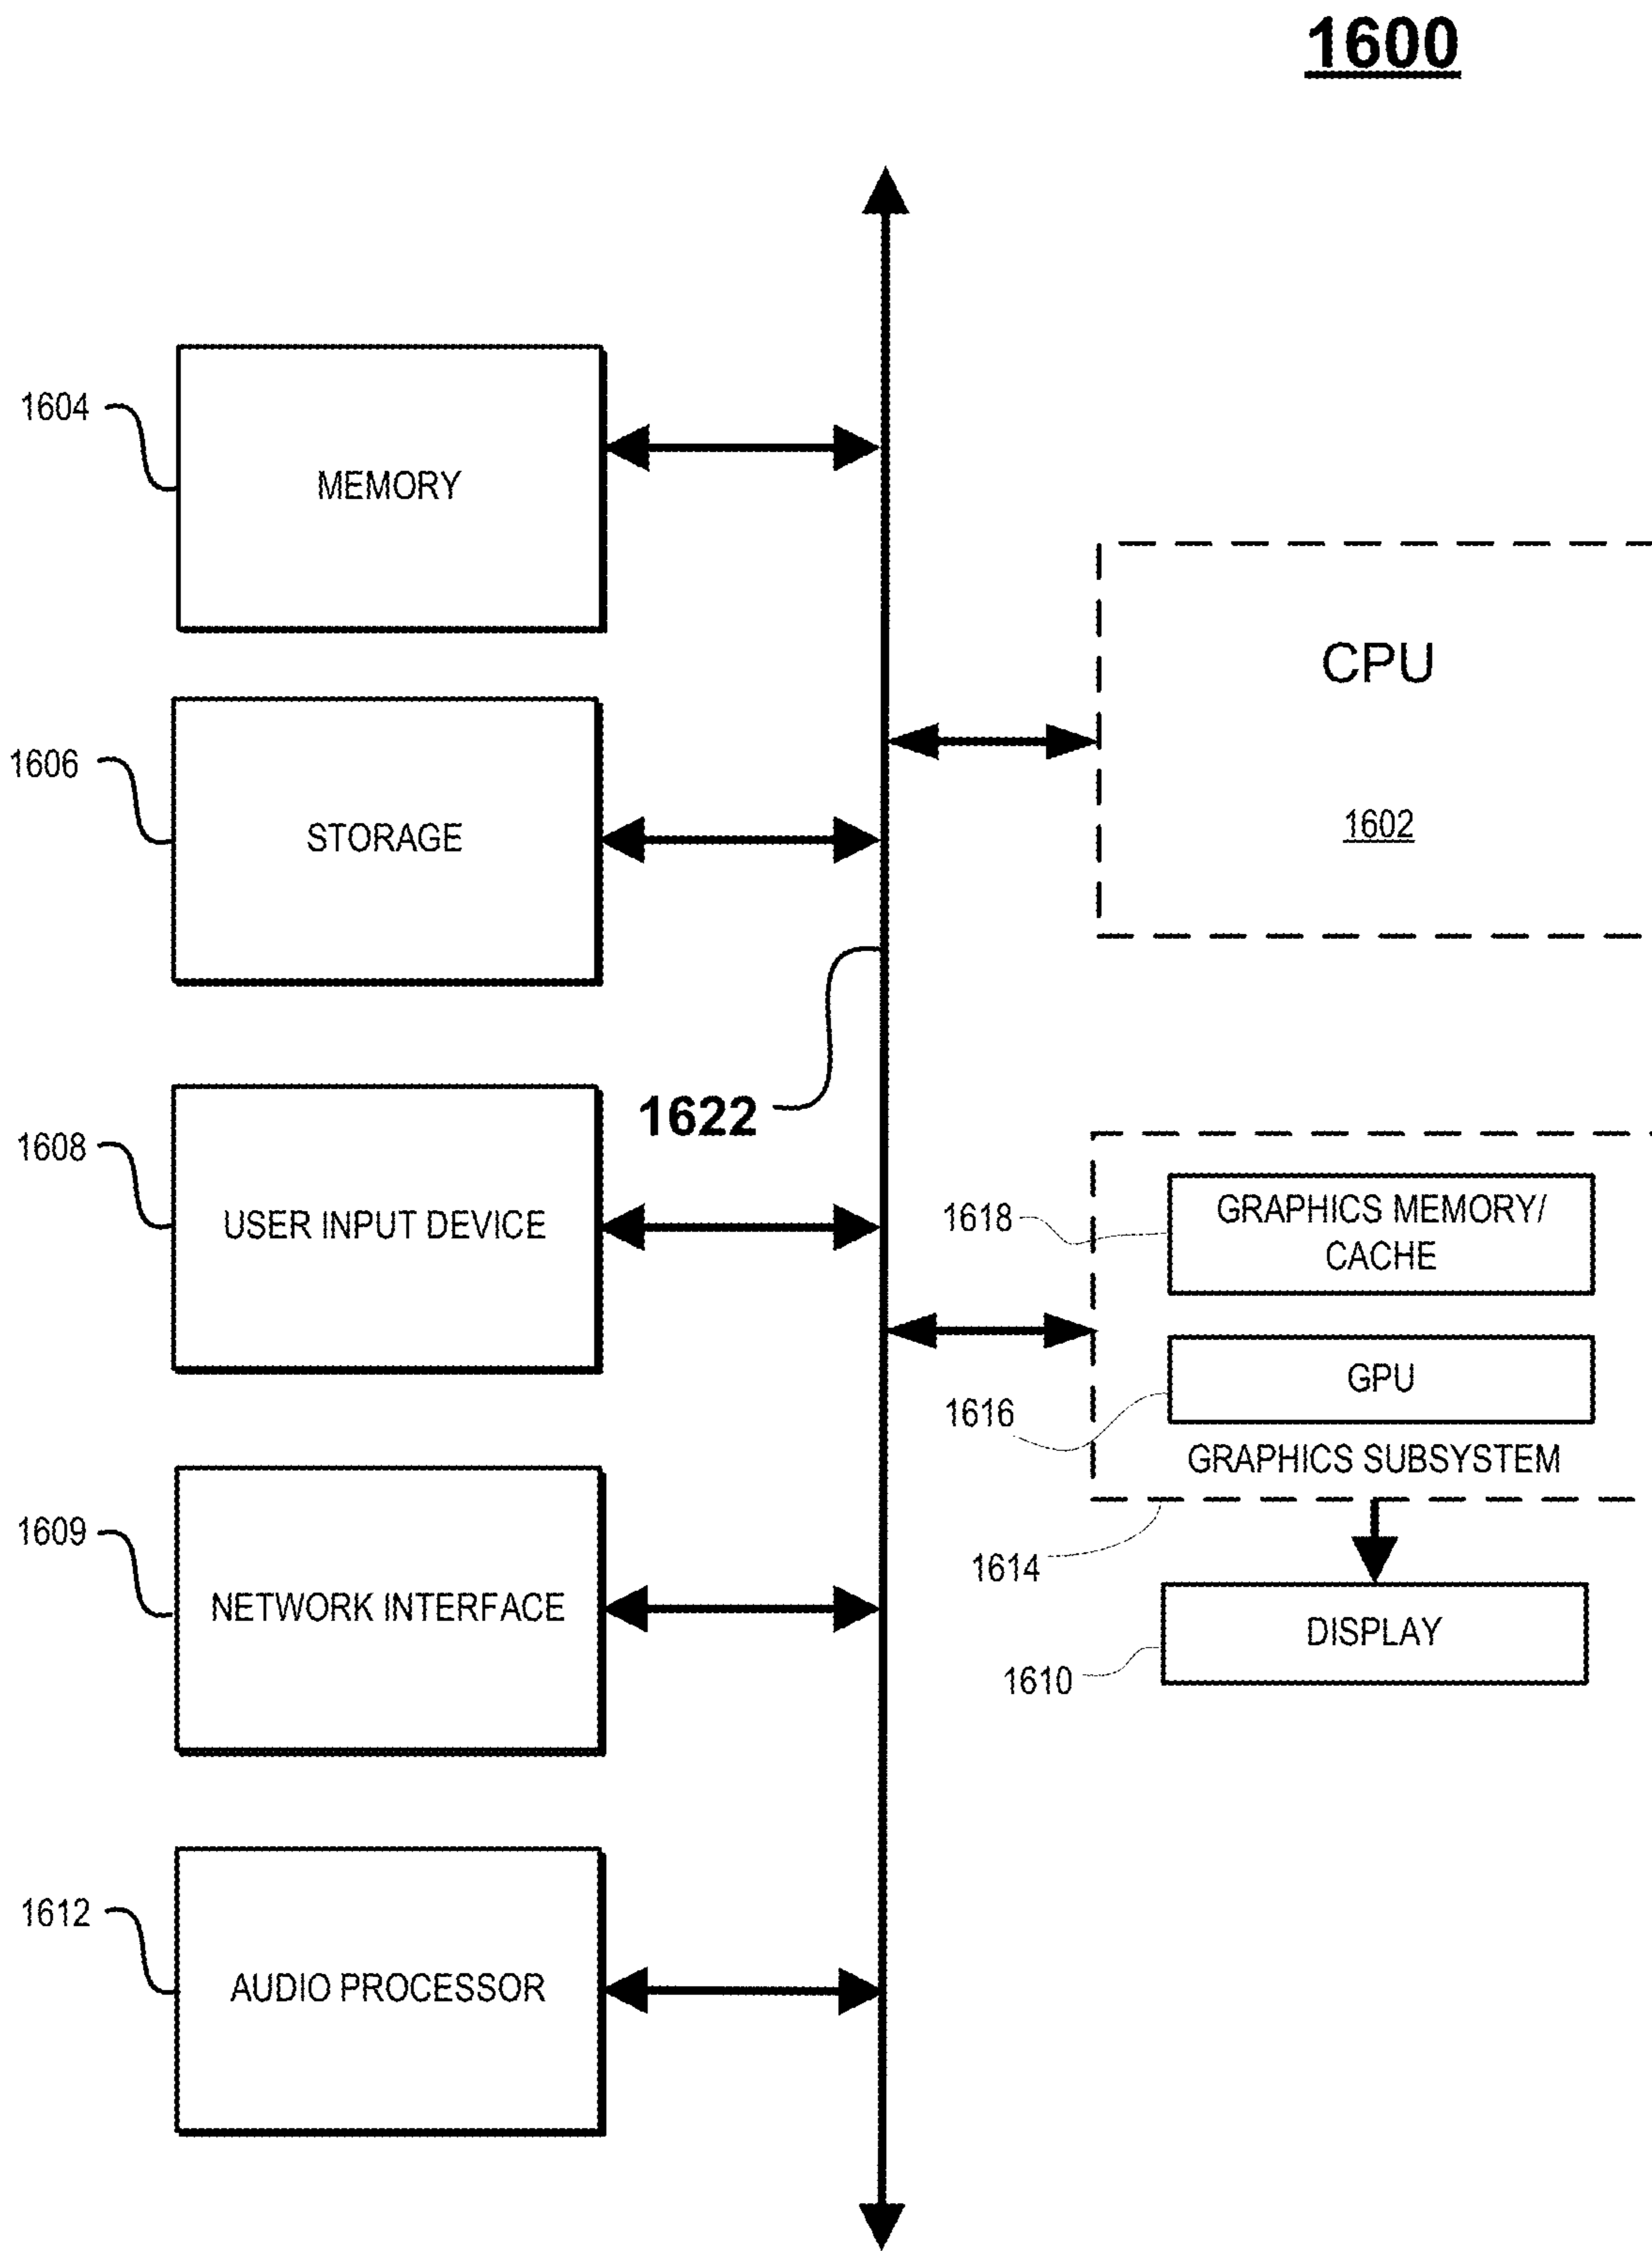 1600
1604
MEMORY
CPU
1602
1606
STORAGE
1622
1608
USER INPUT DEVICE
1618
GRAPHICS MEMORY/
CACHE
1616
GPU
GRAPHICS SUBSYSTEM
1614
1609
NETWORK INTERFACE
DISPLAY
1610
1612
AUDIO PROCESSOR